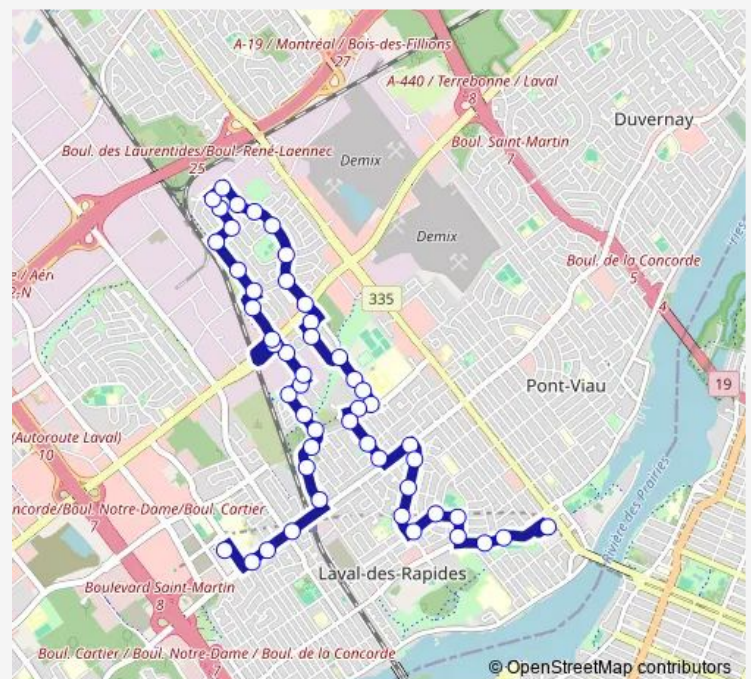 A-19 / Montréal / Bois-des-Fillions
27
A-440 / Terrebonne / Laval
8
Duvernay
Boul. des Laurentides/Boul. René-Laennec
25
Demix
Boul. Saint-Martin
7
Demix
Boul. de la Concorde
5
4
335
19
Pont-Viau
(Autoroute Laval)
10
oncorde/Boul. Notre-Dame/Boul. Cartier
7
Rivière des Prairies
Laval-des-Rapides
Boulevard Saint-Martin
8
Boul. Cartier / Boul. Notre-Dame / Boul. de la Concorde
7
© OpenStreetMap contributors